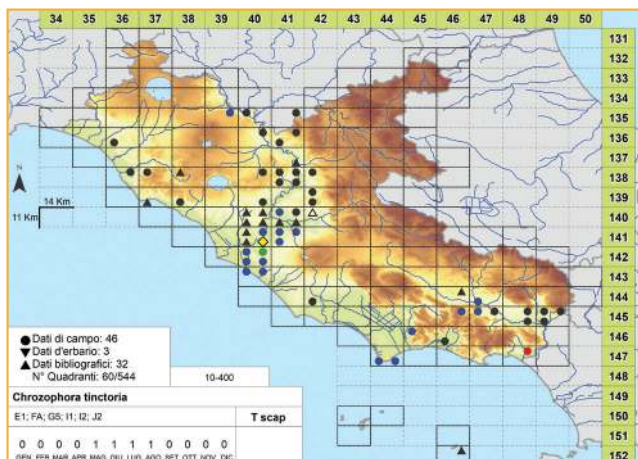 34 35 36 37 38 39 40 41 42 43 44 45 46 47 48 49 50
131
132
133
134
135
136
137
138
139
140
141
142
143
144
145
146
147
148
149
150
151
152
N
14 Km
11 Km
Dati di campo: 46
Dati d'erbario: 3
Dati bibliografici: 32
N° Quadranti: 60/544
10-400
Chrozophora tinctoria
E1; FA; G5; I1; I2; J2
T scap
0 0 0 0 1 1 1 1 0 0 0 0
GEN FEB MAR APR MAG GIU LUG AGO SET OTT NOV DIC